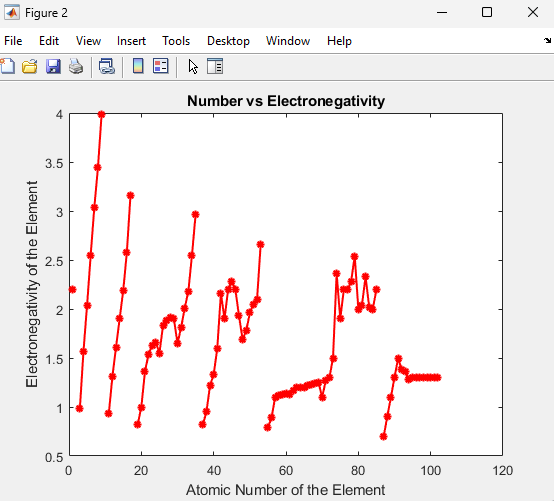 Figure 2
File Edit View Insert Tools Desktop Window Help
Number vs Electronegativity
Electronegativity of the Element
4
3.5
3
2.5
2
1.5
1
0.5
0 20 40 60 80 100 120
Atomic Number of the Element